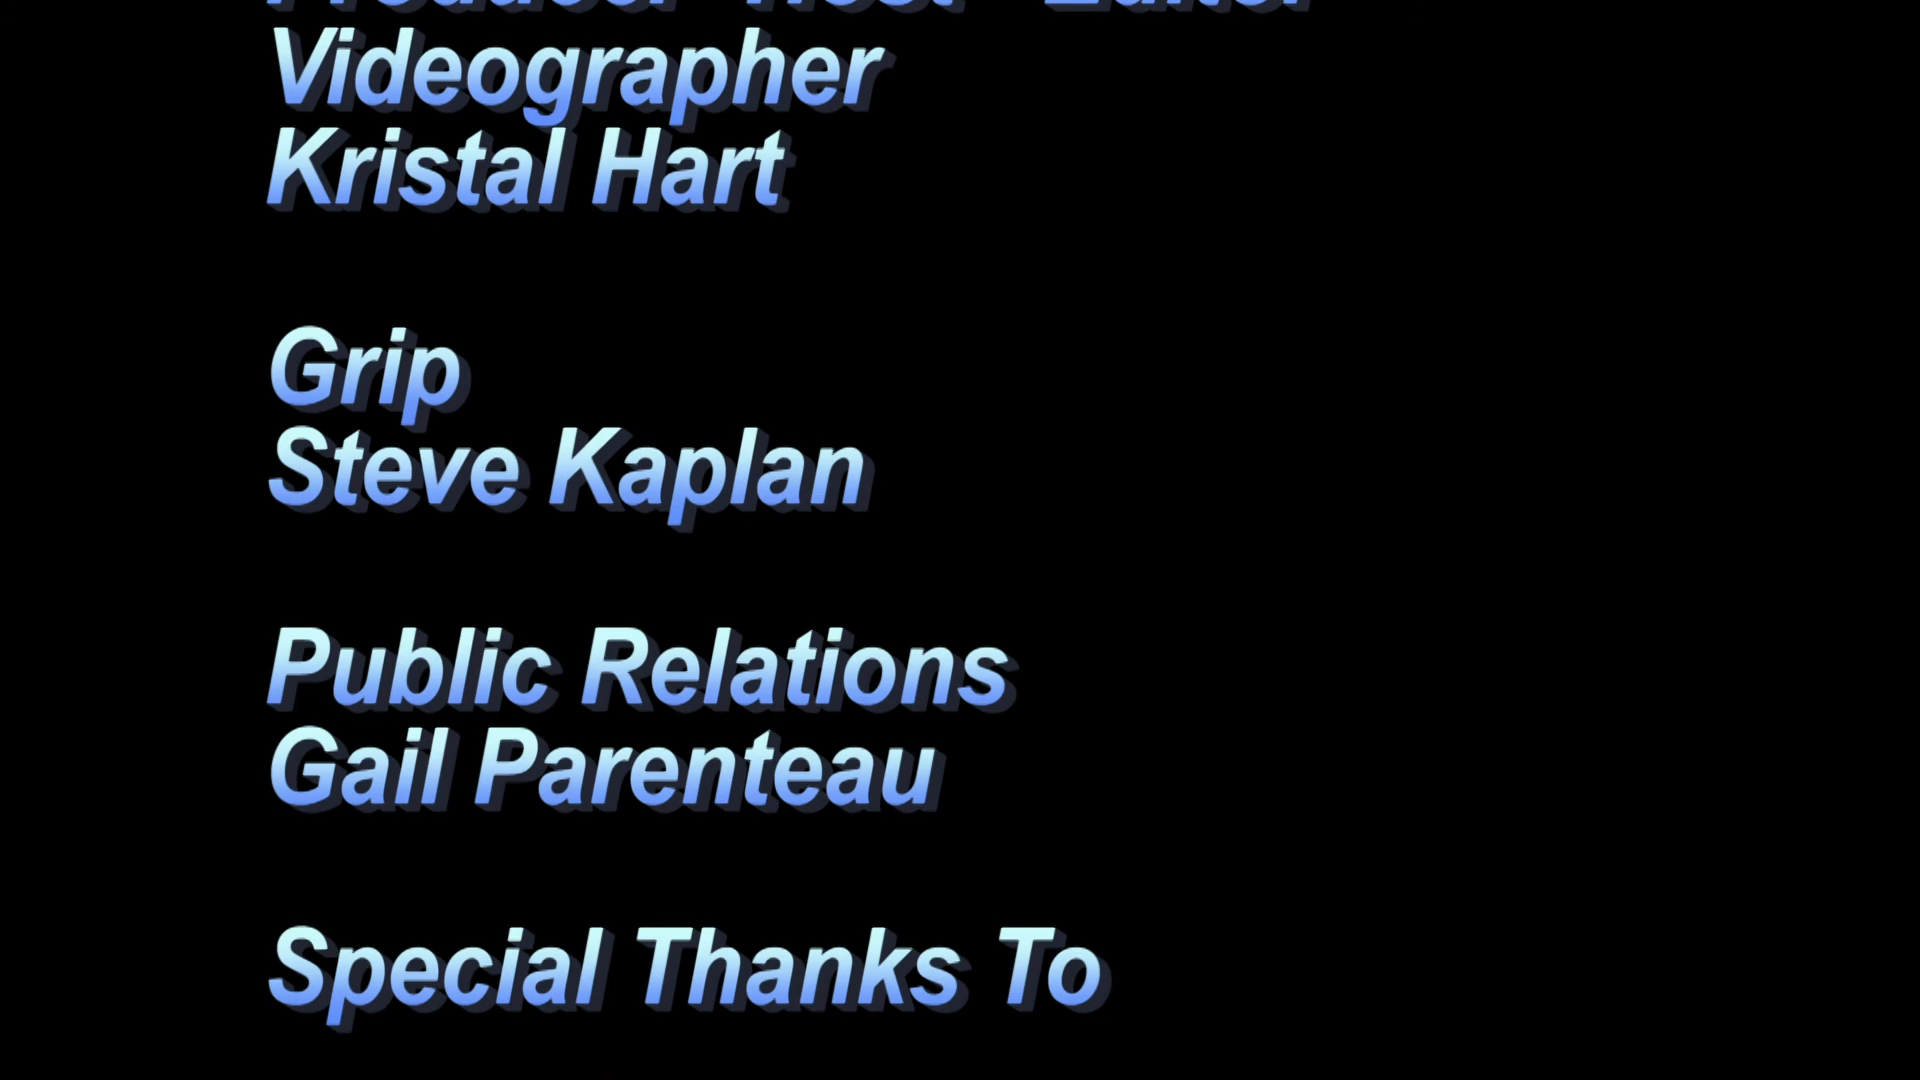 Videographer
Kristal Hart
Grip
Steve Kaplan
Public Relations
Gail Parenteau
Special Thanks To